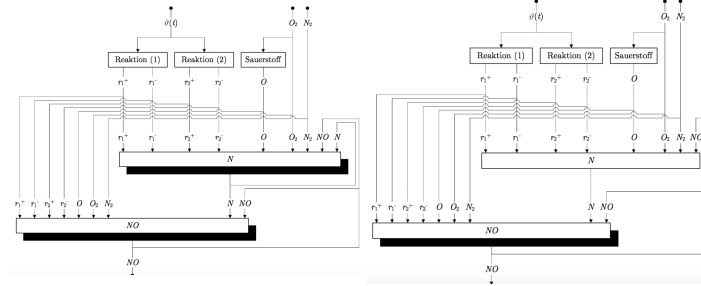 ϑ(t) O₂ N₂
Reaktion (1) Reaktion (2) Sauerstoff
r₁⁺ r₁⁻ r₂⁺ r₂⁻ O
r₁⁺ r₁⁻ r₂⁺ r₂⁻ O O₂ N₂ NO N
N
r₁⁺ r₁⁻ r₂⁺ r₂⁻ O O₂ N₂ N NO
NO
NO
ϑ(t) O₂ N₂
Reaktion (1) Reaktion (2) Sauerstoff
r₁⁺ r₁⁻ r₂⁺ r₂⁻ O
r₁⁺ r₁⁻ r₂⁺ r₂⁻ O O₂ N₂ NO
N
r₁⁺ r₁⁻ r₂⁺ r₂⁻ O O₂ N₂ N NO
NO
NO